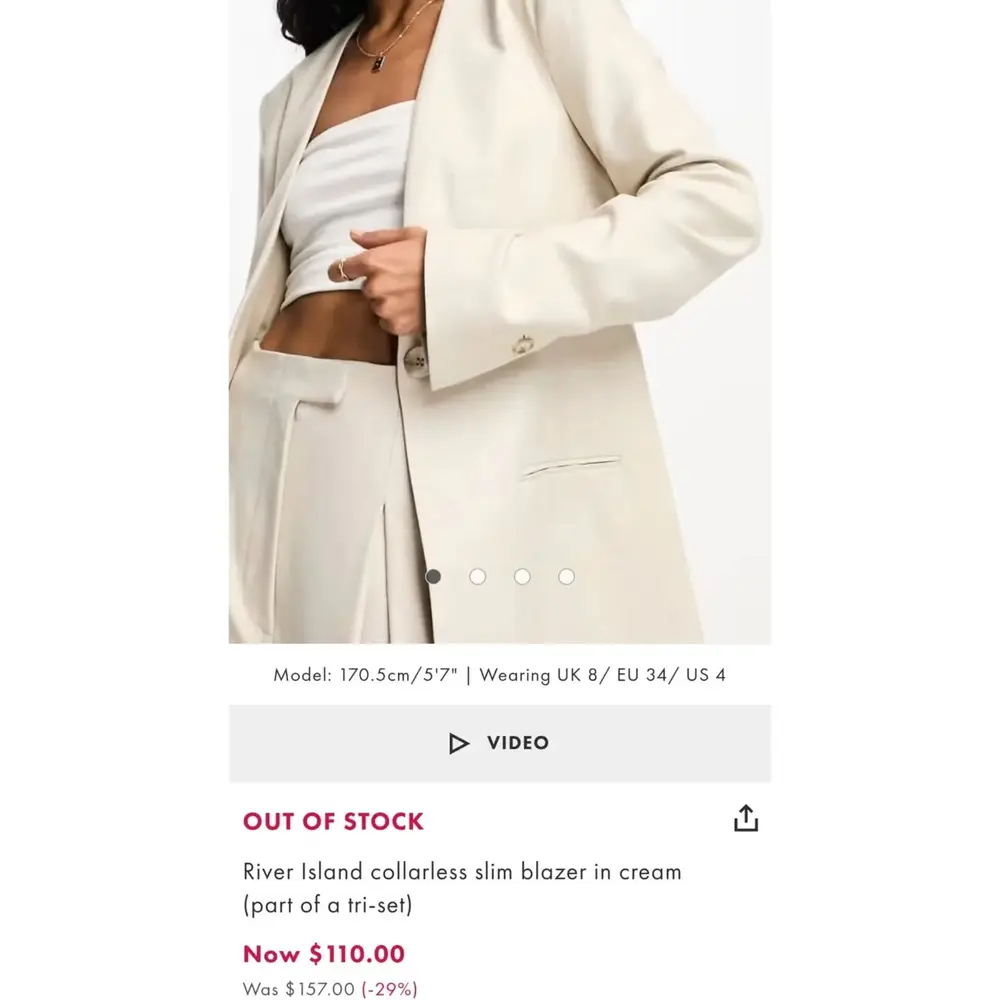 Model: 170.5cm/5'7" | Wearing UK 8/ EU 34/ US 4
VIDEO
OUT OF STOCK
River Island collarless slim blazer in cream
(part of a tri-set)
Now $110.00
Was $157.00 (-29%)